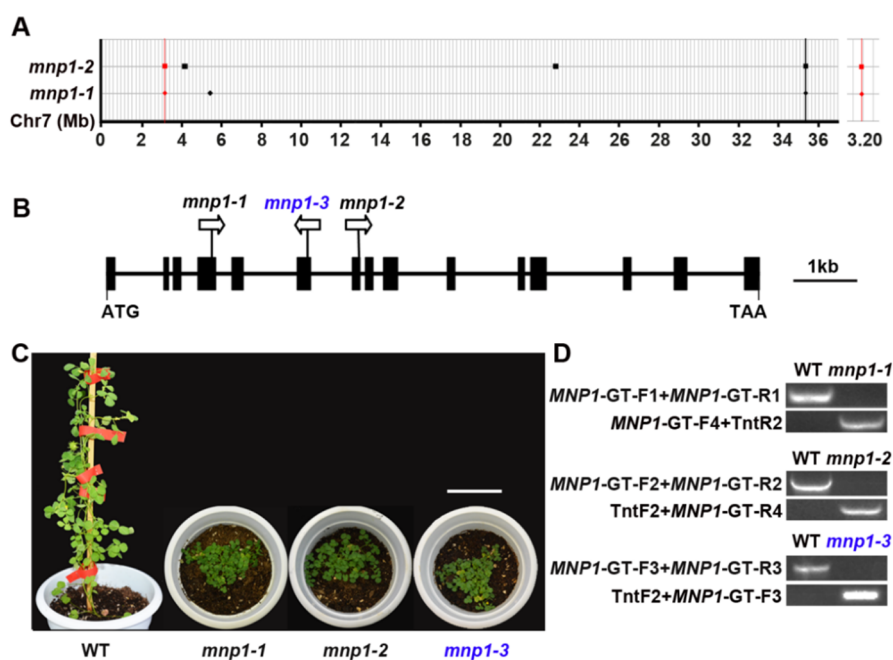 A
mnp1-2
mnp1-1
Chr7 (Mb)
0 2 4 6 8 10 12 14 16 18 20 22 24 26 28 30 32 34 36 3.20
B
mnp1-1 mnp1-3 mnp1-2
1kb
ATG TAA
C
WT mnp1-1 mnp1-2 mnp1-3
D
WT mnp1-1
MNP1-GT-F1+MNP1-GT-R1
MNP1-GT-F4+TntR2
WT mnp1-2
MNP1-GT-F2+MNP1-GT-R2
TntF2+MNP1-GT-R4
WT mnp1-3
MNP1-GT-F3+MNP1-GT-R3
TntF2+MNP1-GT-F3